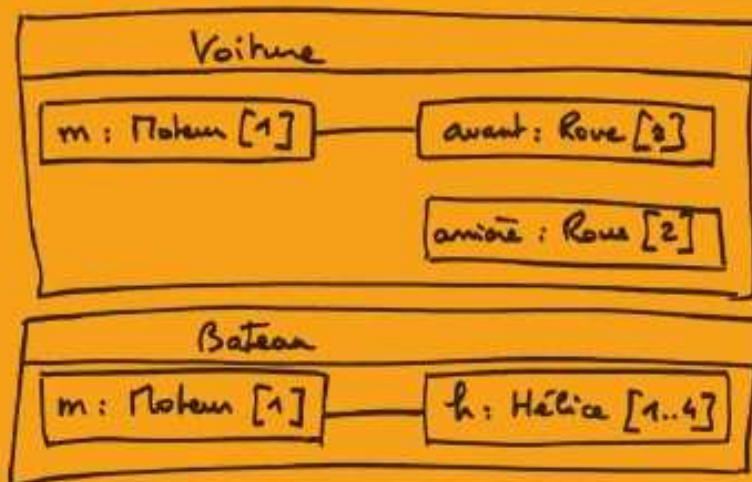 Voiture
m : Moteur [1]
avant : Roue [2]
arrière : Roue [2]
Bateau
m : Moteur [1]
h : Hélice [1..4]